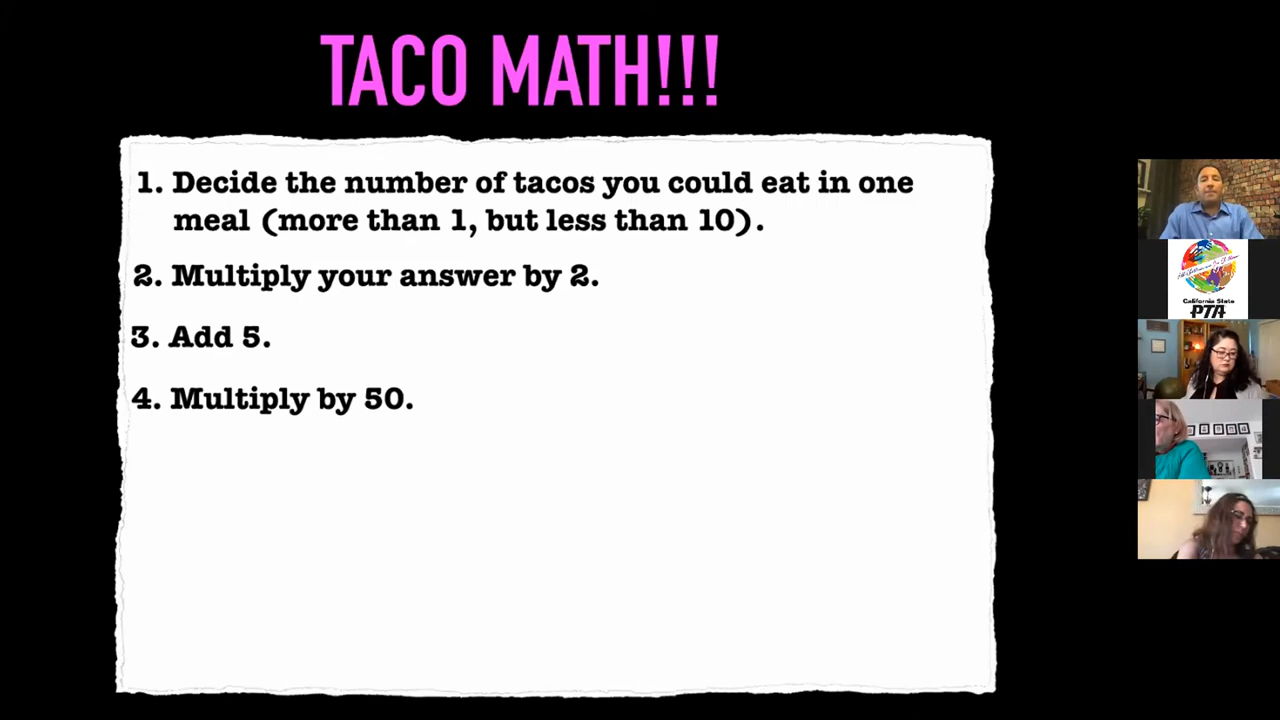 TACO MATH!!!
1. Decide the number of tacos you could eat in one
meal (more than 1, but less than 10).
2. Multiply your answer by 2.
3. Add 5.
4. Multiply by 50.
California State
PTA